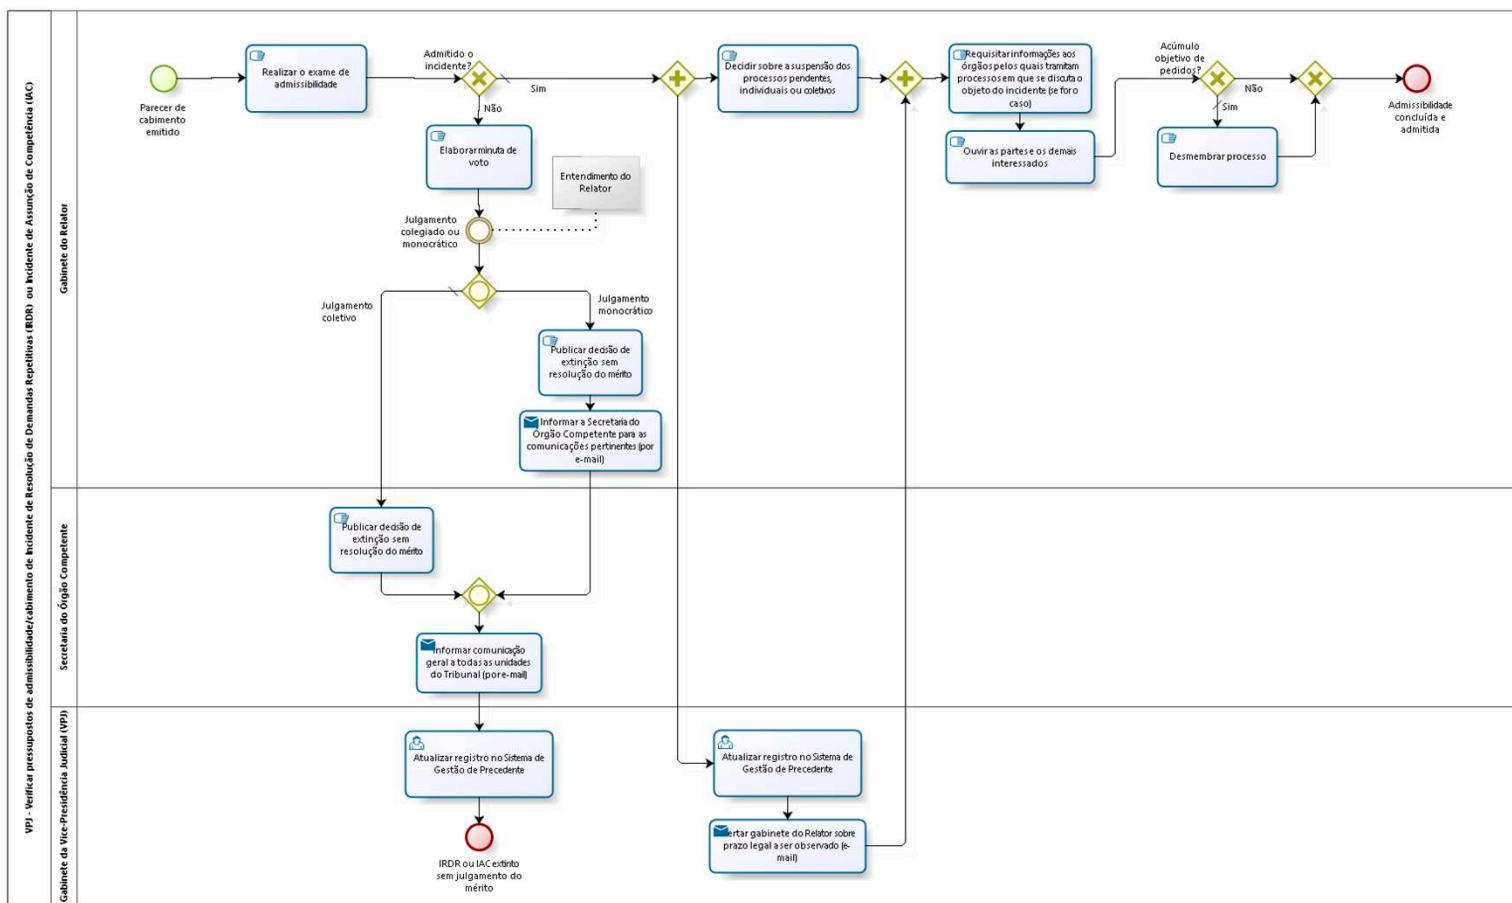 VPJ - Verificar pressupostos de admissibilidade/cabimento de Incidente de Resolução de Demandas Repetitivas (IRDR) ou Incidente de Assunção de Competência (IAC)
Gabinete do Relator
Parecer de
cabimento
emitido
Realizar o exame de
admissibilidade
Admitido o
incidente?
Sim
Não
Elaborar minuta de
voto
Entendimento do
Relator
Julgamento
colegiado ou
monocrático
Julgamento
coletivo
Julgamento
monocrático
Publicar decisão de
extinção sem
resolução do mérito
Informar a Secretaria do
Órgão Competente para as
comunicações pertinentes (por
e-mail)
Decidir sobre a suspensão dos
processos pendentes,
individuais ou coletivos
Requisitar informações aos
órgãos pelos quais tramitam
processos em que se discuta o
objeto do incidente (se for o
caso)
Ouvir as partes e os demais
interessados
Acúmulo
objetivo de
pedidos?
Não
Sim
Desmembrar processo
Admissibilidade
concluída e
admitida
Secretaria do Órgão Competente
Publicar decisão de
extinção sem
resolução do mérito
Informar comunicação
geral a todas as unidades
do Tribunal (por e-mail)
Gabinete da Vice-Presidência Judicial (VPJ)
Atualizar registro no Sistema de
Gestão de Precedente
IRDR ou IAC extinto
sem julgamento do
mérito
Atualizar registro no Sistema de
Gestão de Precedente
ertar gabinete do Relator sobre
prazo legal a ser observado (e-
mail)